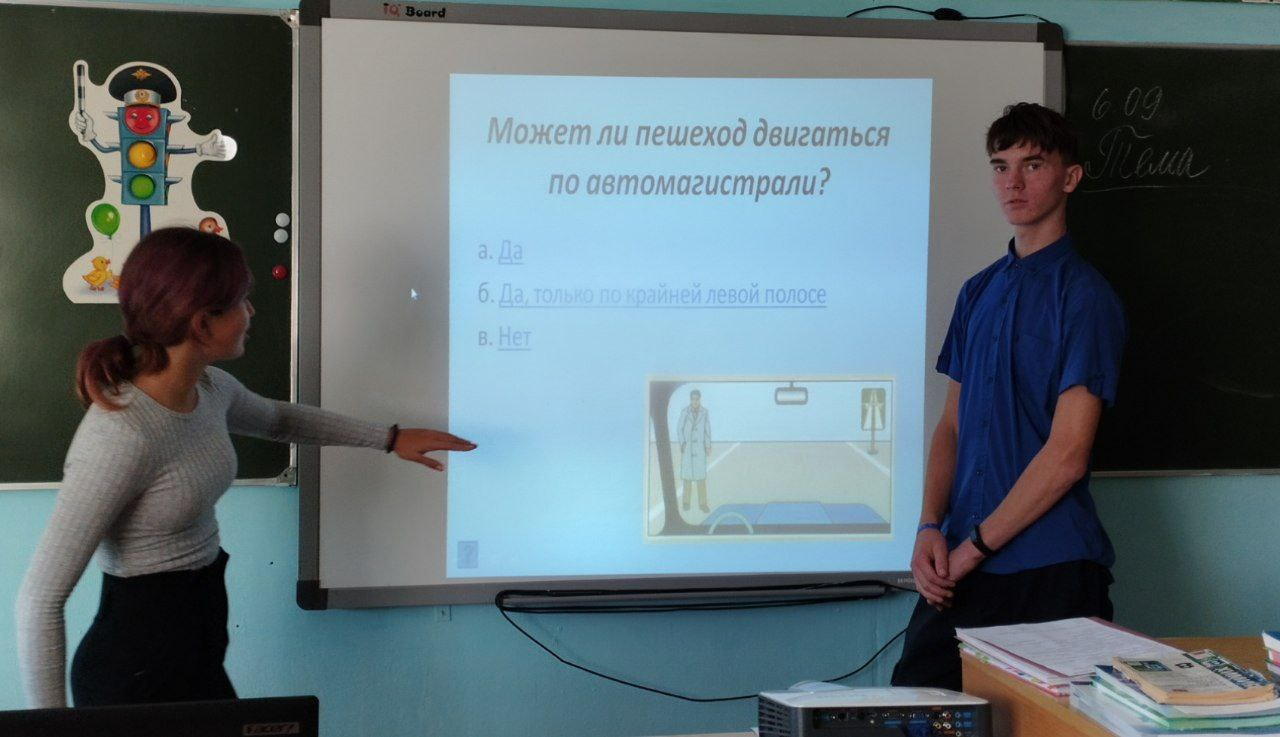 iQ Board
Может ли пешеход двигаться
по автомагистрали?
а. Да
б. Да, только по крайней левой полосе
в. Нет
?
6.09
Тема